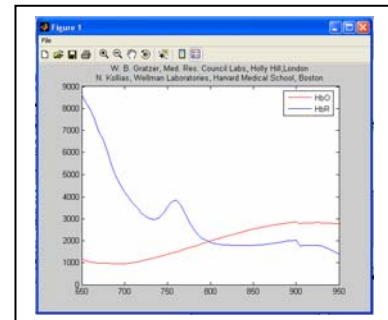 Figure 1
File
W. B. Gratzer, Med. Res. Council Labs, Holly Hill,London
N. Kollias, Wellman Laboratories, Harvard Medical School, Boston
9000
8000
7000
6000
5000
4000
3000
2000
1000
0
HbO
HbR
650
700
750
800
850
900
950